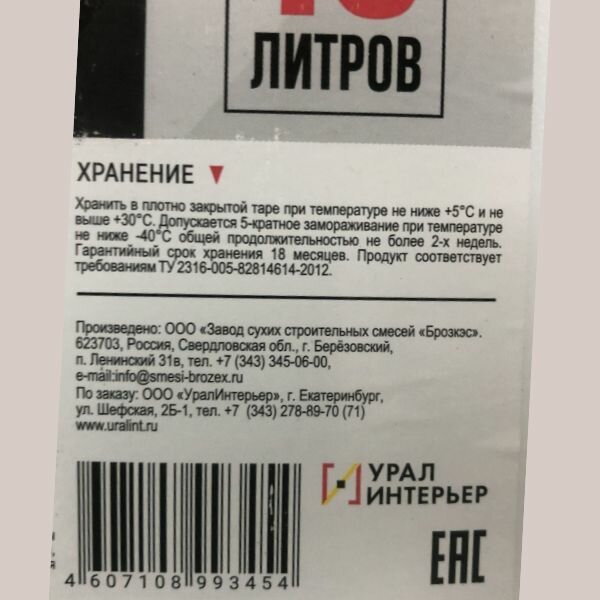 ЛИТРОВ
ХРАНЕНИЕ
Хранить в плотно закрытой таре при температуре не ниже +5°С и не
выше +30°С. Допускается 5-кратное замораживание при температуре
не ниже -40°С общей продолжительностью не более 2-х недель.
Гарантийный срок хранения 18 месяцев. Продукт соответствует
требованиям ТУ 2316-005-82814614-2012.
Произведено: ООО «Завод сухих строительных смесей «Брозкэс».
623703, Россия, Свердловская обл., г. Берёзовский,
п. Ленинский 31в, тел. +7 (343) 345-06-00,
e-mail:info@smesi-brozex.ru
По заказу: ООО «УралИнтерьер», г. Екатеринбург,
ул. Шефская, 2Б-1, тел. +7 (343) 278-89-70 (71)
www.uralint.ru
УРАЛ
ИНТЕРЬЕР
EAC
4 607108 993454